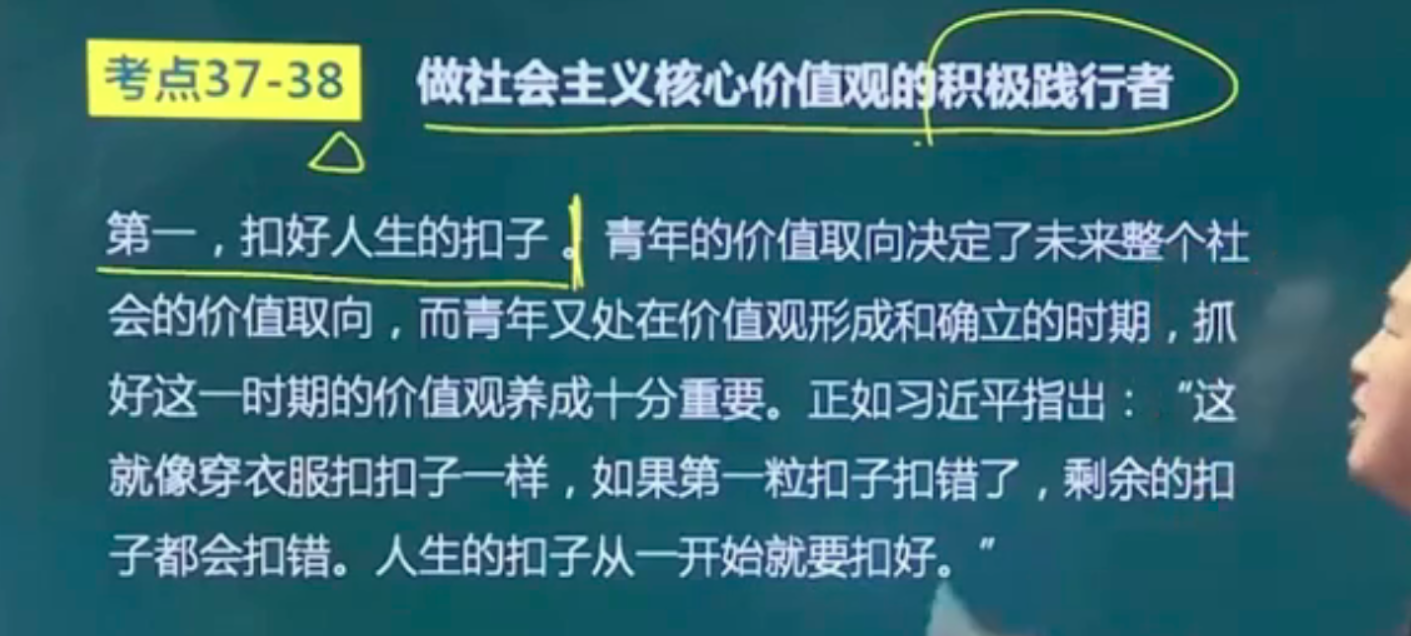 考点37-38 做社会主义核心价值观的积极践行者
第一，扣好人生的扣子。青年的价值取向决定了未来整个社
会的价值取向，而青年又处在价值观形成和确立的时期，抓
好这一时期的价值观养成十分重要。正如习近平指出：“这
就像穿衣服扣扣子一样，如果第一粒扣子扣错了，剩余的扣
子都会扣错。人生的扣子从一开始就要扣好。”